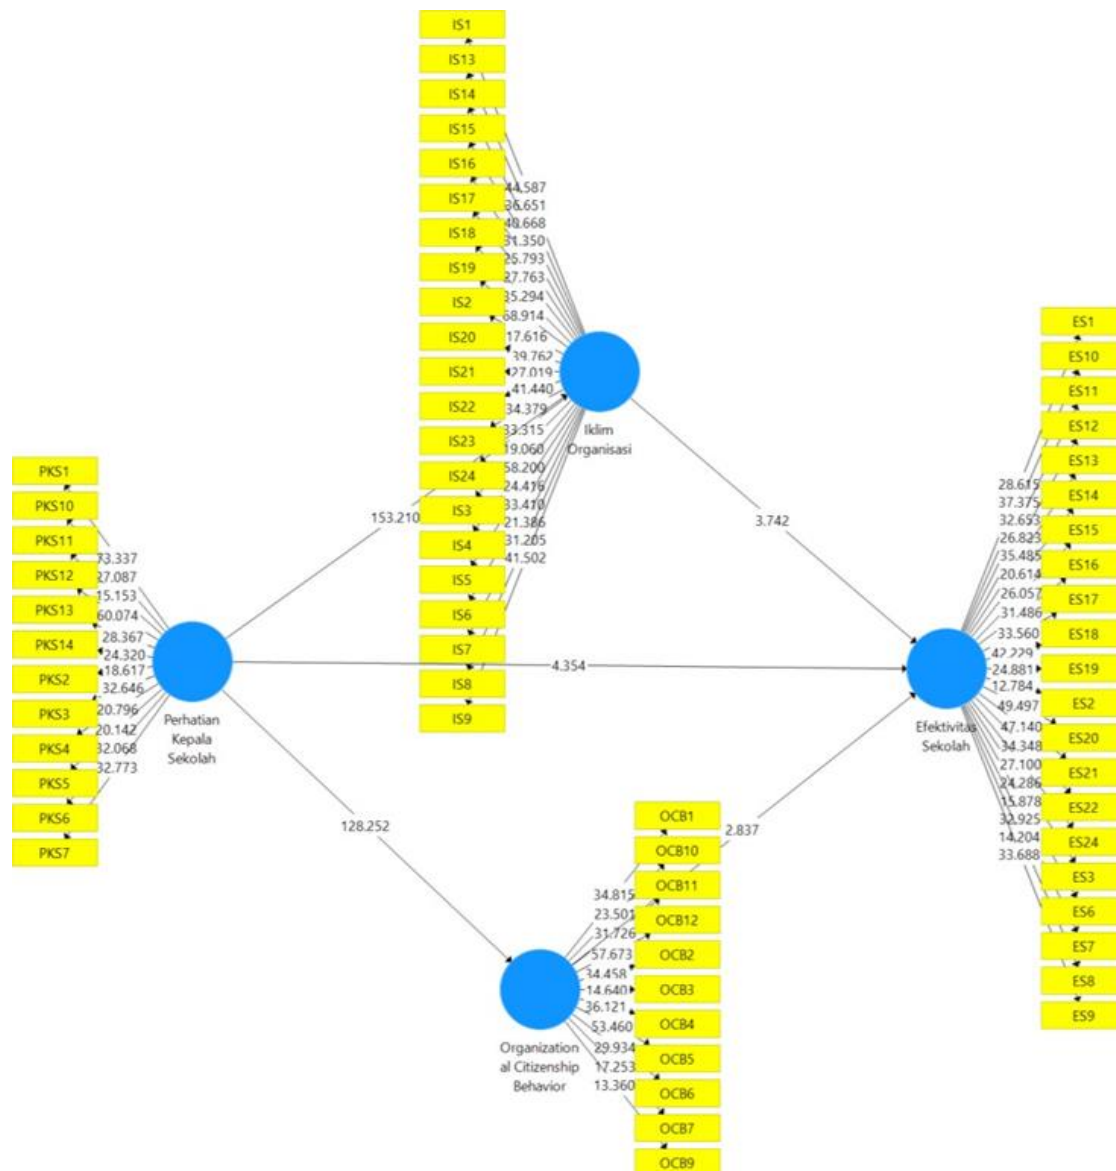 IS1
IS13
IS14
IS15
IS16
IS17
IS18
IS19
IS2
IS20
IS21
IS22
IS23
IS24
IS3
IS4
IS5
IS6
IS7
IS8
IS9
44.587
36.651
40.668
31.350
25.793
27.763
35.294
68.914
17.616
39.762
27.019
41.440
34.379
33.315
19.060
58.200
24.416
33.410
21.386
31.205
41.502
Iklim
Organisasi
PKS1
PKS10
PKS11
PKS12
PKS13
PKS14
PKS2
PKS3
PKS4
PKS5
PKS6
PKS7
73.337
27.087
15.153
60.074
28.367
24.320
18.617
32.646
20.796
20.142
32.068
32.773
Perhatian
Kepala
Sekolah
153.210
3.742
4.354
128.252
2.837
ES1
ES10
ES11
ES12
ES13
ES14
ES15
ES16
ES17
ES18
ES19
ES2
ES20
ES21
ES22
ES24
ES3
ES6
ES7
ES8
ES9
28.615
37.375
32.653
26.823
35.485
20.614
26.057
31.486
33.560
42.229
24.881
12.784
49.497
47.140
34.348
27.100
24.286
15.878
32.925
14.204
33.688
Efektivitas
Sekolah
OCB1
OCB10
OCB11
OCB12
OCB2
OCB3
OCB4
OCB5
OCB6
OCB7
OCB9
34.815
23.501
31.726
57.673
34.458
14.640
36.121
53.460
29.934
17.253
13.360
Organization
al Citizenship
Behavior